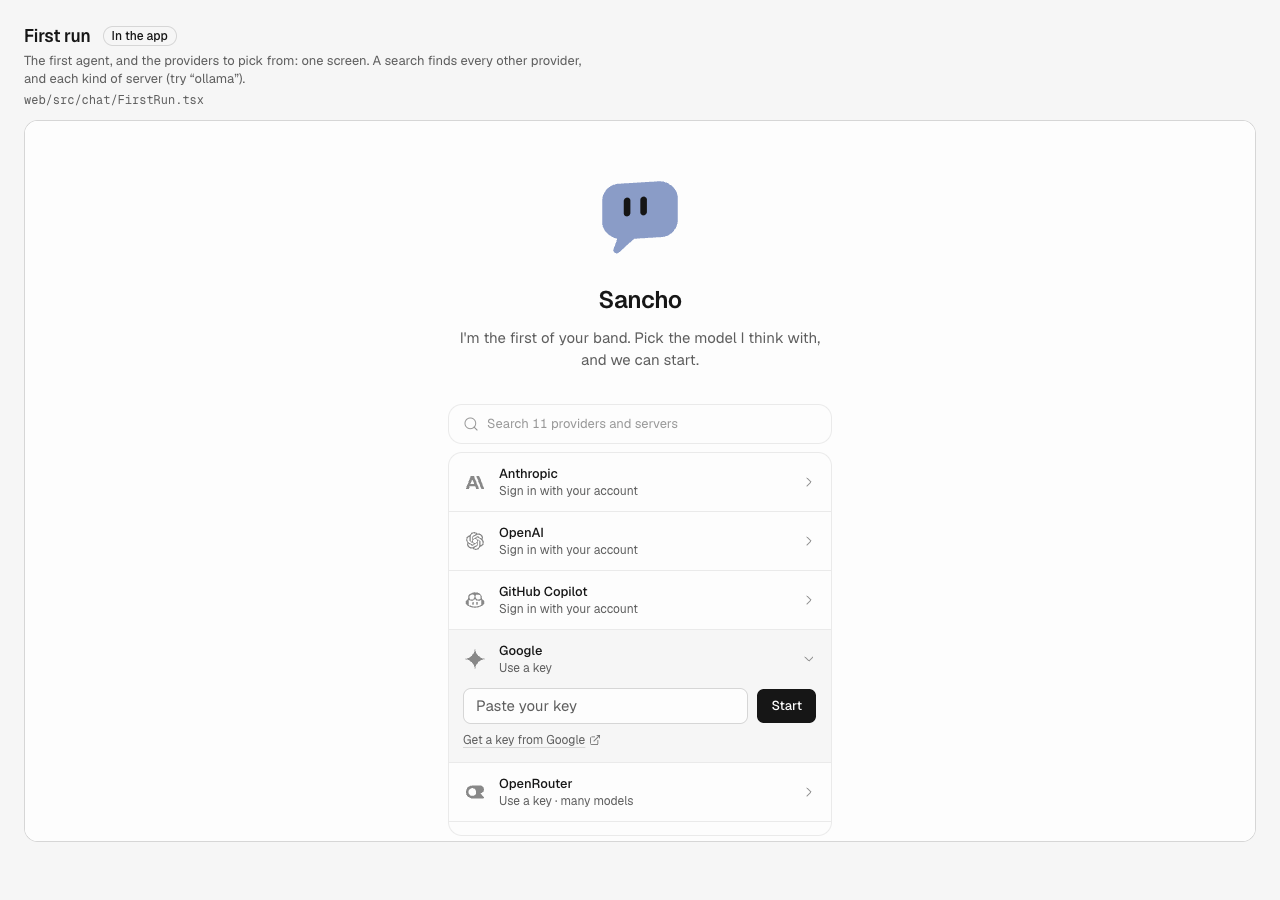 First run
In the app
The first agent, and the providers to pick from: one screen. A search finds every other provider,
and each kind of server (try “ollama”).
web/src/chat/FirstRun.tsx
Sancho
I'm the first of your band. Pick the model I think with,
and we can start.
Search 11 providers and servers
Anthropic
Sign in with your account
OpenAI
Sign in with your account
GitHub Copilot
Sign in with your account
Google
Use a key
Paste your key
Start
Get a key from Google
OpenRouter
Use a key · many models